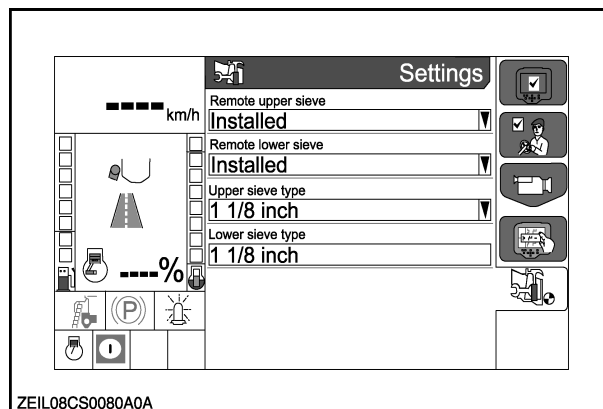 Settings
---- km/h
Remote upper sieve
Installed
Remote lower sieve
Installed
Upper sieve type
1 1/8 inch
Lower sieve type
1 1/8 inch
----%
(P)
ZEIL08CS0080A0A